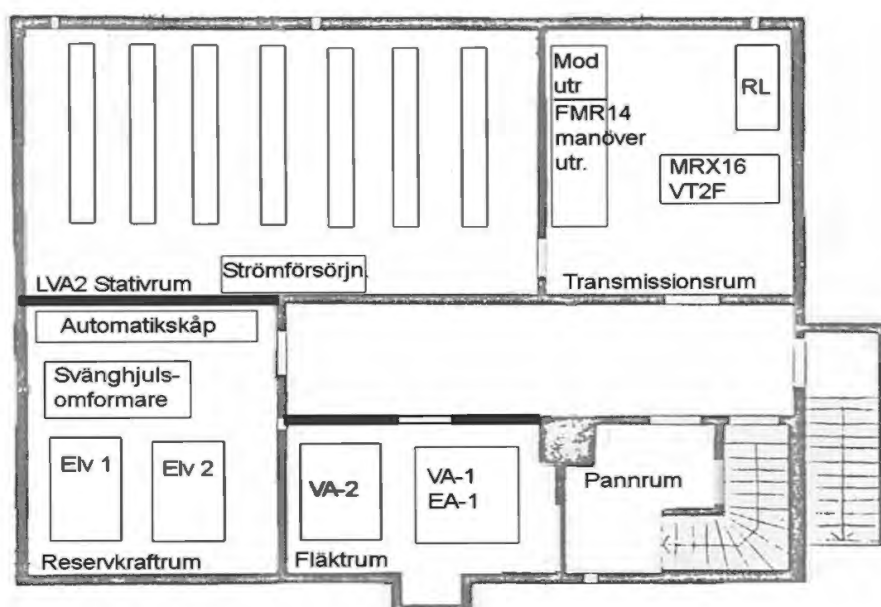 Mod
utr
FMR14
manöver
utr.
RL
MRX16
VT2F
Strömförsörjn.
LVA2 Stativrum
Transmissionsrum
Automatikskåp
Svänghjuls-
omformare
Elv 1
Elv 2
VA-2
VA-1
EA-1
Pannrum
Reservkraftrum
Fläktrum